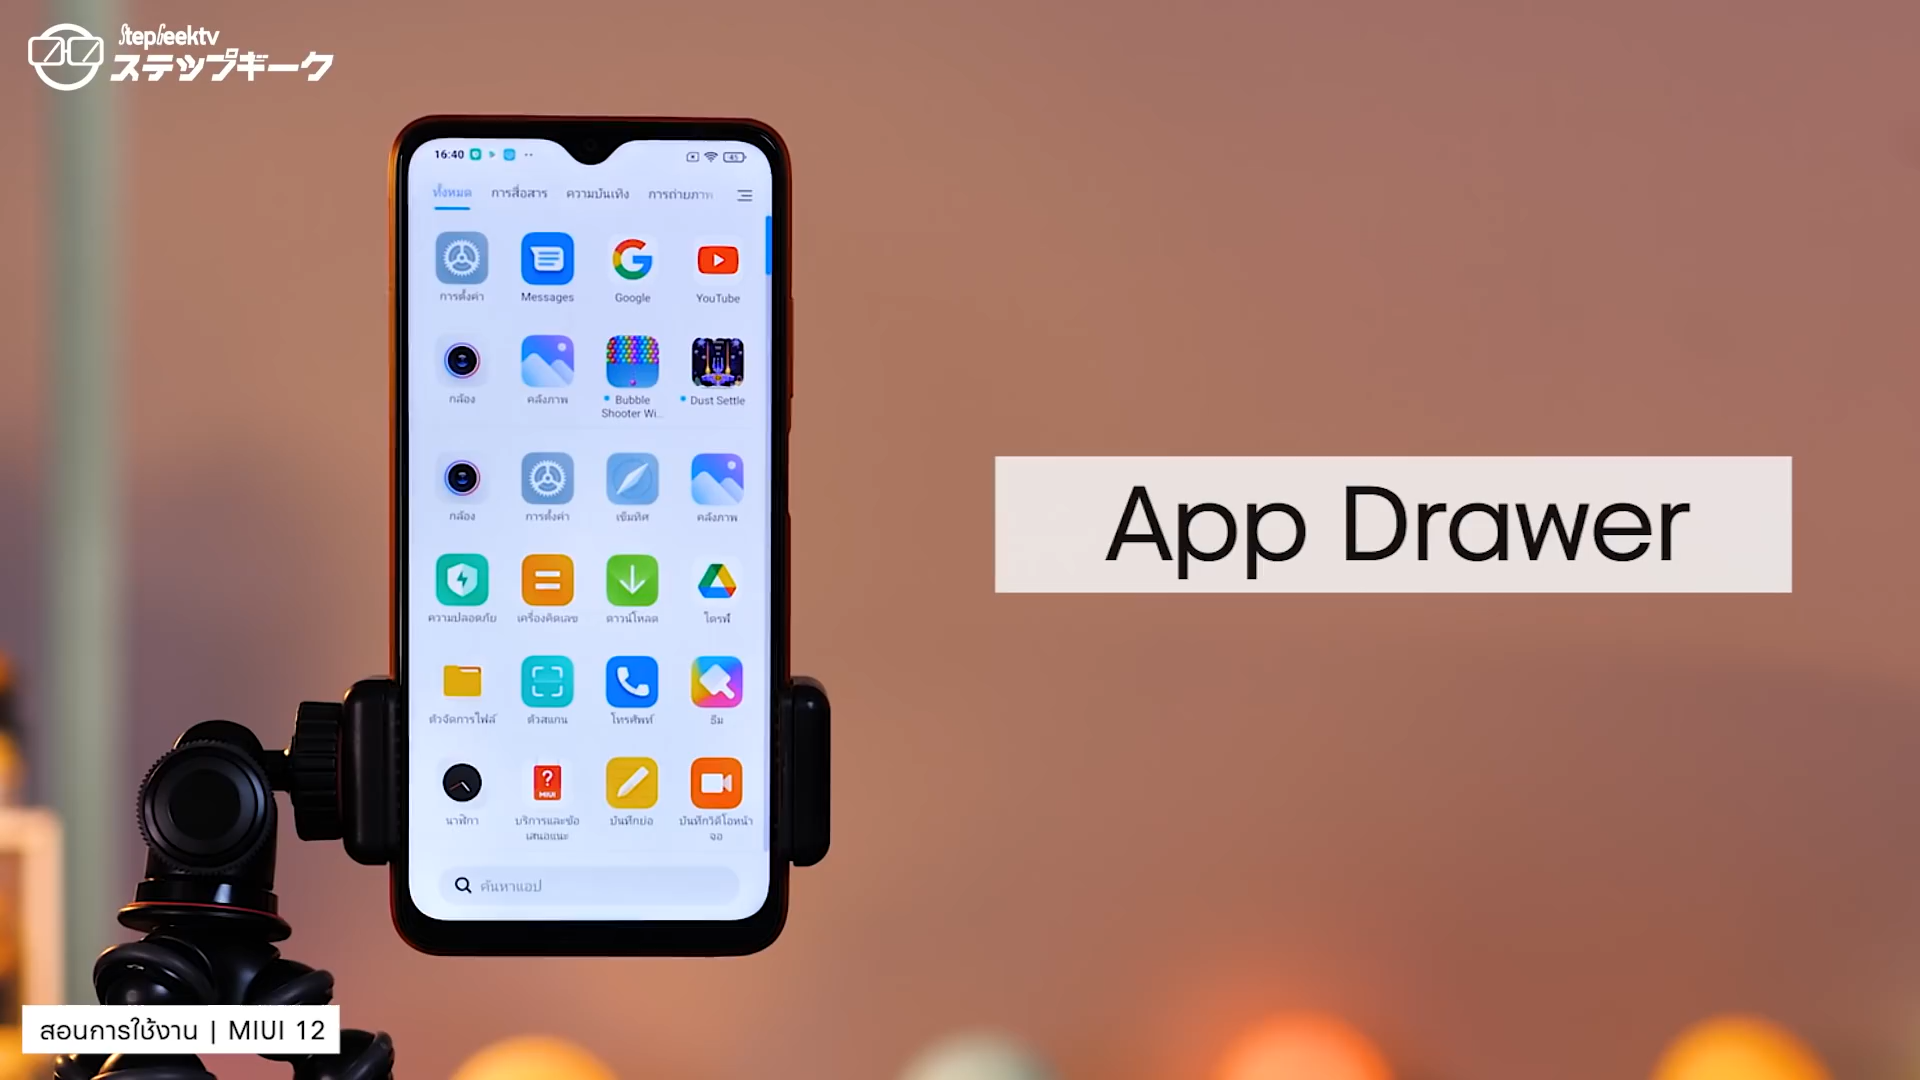 StepGeektv
ステップギーク
16:40
45
ทั้งหมด การสื่อสาร ความบันเทิง การถ่ายภาพ
การตั้งค่า Messages Google YouTube
กล้อง คลังภาพ Bubble Dust Settle
Shooter Wi...
กล้อง การตั้งค่า เข็มทิศ คลังภาพ
ความปลอดภัย เครื่องคิดเลข ดาวน์โหลด ไดรฟ์
ตัวจัดการไฟล์ ตัวสแกน โทรศัพท์ ธีม
MIUI
นาฬิกา บริการและข้อ บันทึกย่อ บันทึกวิดีโอหน้า
เสนอแนะ จอ
ค้นหาแอป
App Drawer
สอนการใช้งาน | MIUI 12